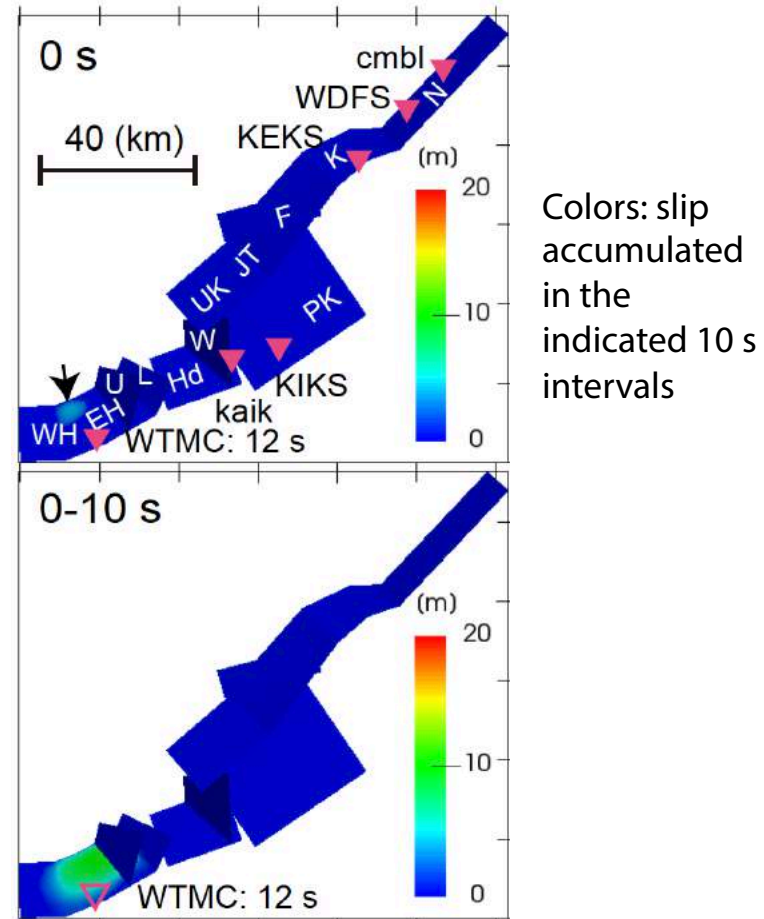 0 s
cmbl
N
WDFS
40 (km)
KEKS
K
(m)
20
F
JT
UK
PK
10
W
U
L
Hd
KIKS
EH
kaik
0
WH
WTMC: 12 s
Colors: slip
accumulated
in the
indicated 10 s
intervals
0-10 s
(m)
20
10
WTMC: 12 s
0